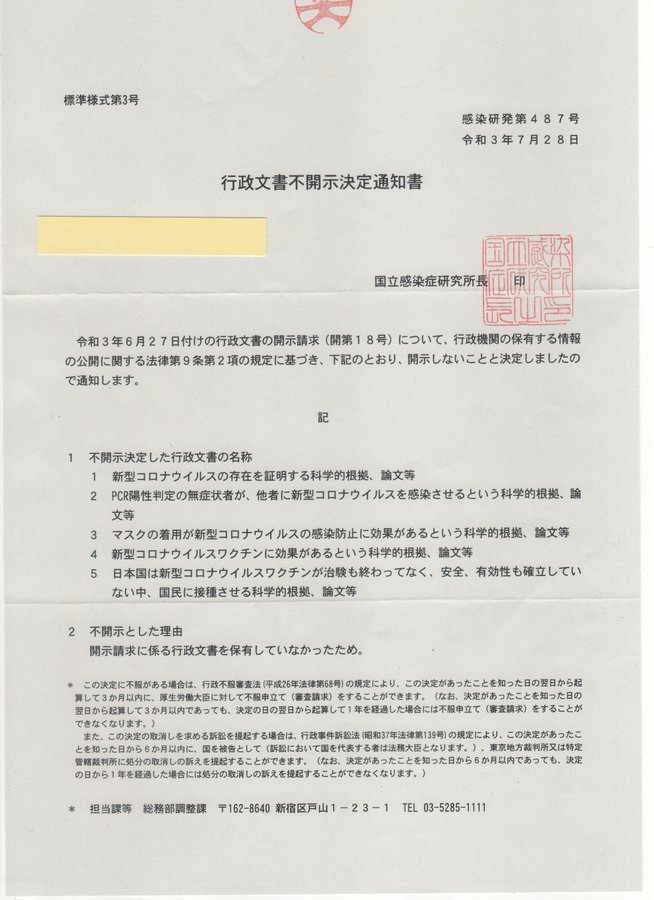 標準様式第3号
感染研発第487号
令和3年7月28日
行政文書不開示決定通知書
国立感染症研究所長 印
令和3年6月27日付けの行政文書の開示請求(開第18号)について、行政機関の保有する情報
の公開に関する法律第9条第2項の規定に基づき、下記のとおり、開示しないことと決定しましたの
で通知します。
記
1 不開示決定した行政文書の名称
1 新型コロナウイルスの存在を証明する科学的根拠、論文等
2 PCR陽性判定の無症状者が、他者に新型コロナウイルスを感染させるという科学的根拠、論
文等
3 マスクの着用が新型コロナウイルスの感染防止に効果があるという科学的根拠、論文等
4 新型コロナウイルスワクチンに効果があるという科学的根拠、論文等
5 日本国は新型コロナウイルスワクチンが治験も終わってなく、安全、有効性も確立してい
ない中、国民に接種させる科学的根拠、論文等
2 不開示とした理由
開示請求に係る行政文書を保有していなかったため。
* この決定に不服がある場合は、行政不服審査法(平成26年法律第68号)の規定により、この決定があったことを知った日の翌日から起
算して3か月以内に、厚生労働大臣に対して不服申立て(審査請求)をすることができます。(なお、決定があったことを知った日の
翌日から起算して3か月以内であっても、決定の日の翌日から起算して1年を経過した場合には不服申立て(審査請求)をすることが
できなくなります。)
また、この決定の取消しを求める訴訟を提起する場合は、行政事件訴訟法(昭和37年法律第139号)の規定により、この決定があったこ
とを知った日から6か月以内に、国を被告として(訴訟において国を代表する者は法務大臣となります。)、東京地方裁判所又は特定
管轄裁判所に処分の取消しの訴えを提起することができます。(なお、決定があったことを知った日から6か月以内であっても、決定
の日から1年を経過した場合には処分の取消しの訴えを提起することができなくなります。)
* 担当課等 総務部調整課 〒162-8640 新宿区戸山1-23-1 TEL 03-5285-1111